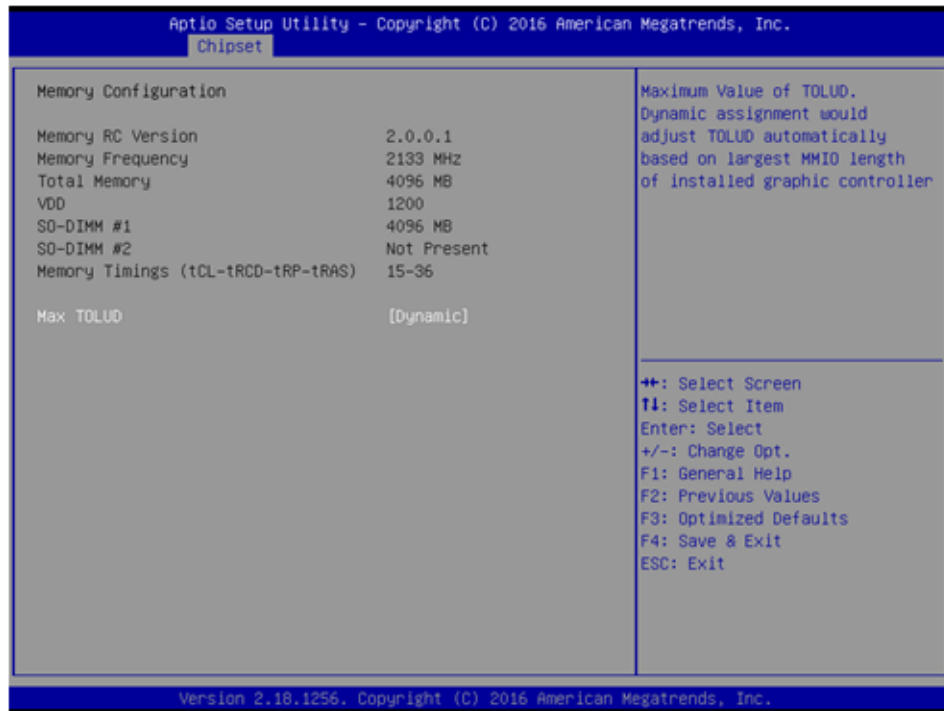 Aptio Setup Utility – Copyright (C) 2016 American Megatrends, Inc.
Chipset
Memory Configuration
Memory RC Version 2.0.0.1
Memory Frequency 2133 MHz
Total Memory 4096 MB
VDD 1200
SO-DIMM #1 4096 MB
SO-DIMM #2 Not Present
Memory Timings (tCL-tRCD-tRP-tRAS) 15-36
Max TOLUD [Dynamic]
Maximum Value of TOLUD.
Dynamic assignment would
adjust TOLUD automatically
based on largest MMIO length
of installed graphic controller
→←: Select Screen
↑↓: Select Item
Enter: Select
+/-: Change Opt.
F1: General Help
F2: Previous Values
F3: Optimized Defaults
F4: Save & Exit
ESC: Exit
Version 2.18.1256. Copyright (C) 2016 American Megatrends, Inc.